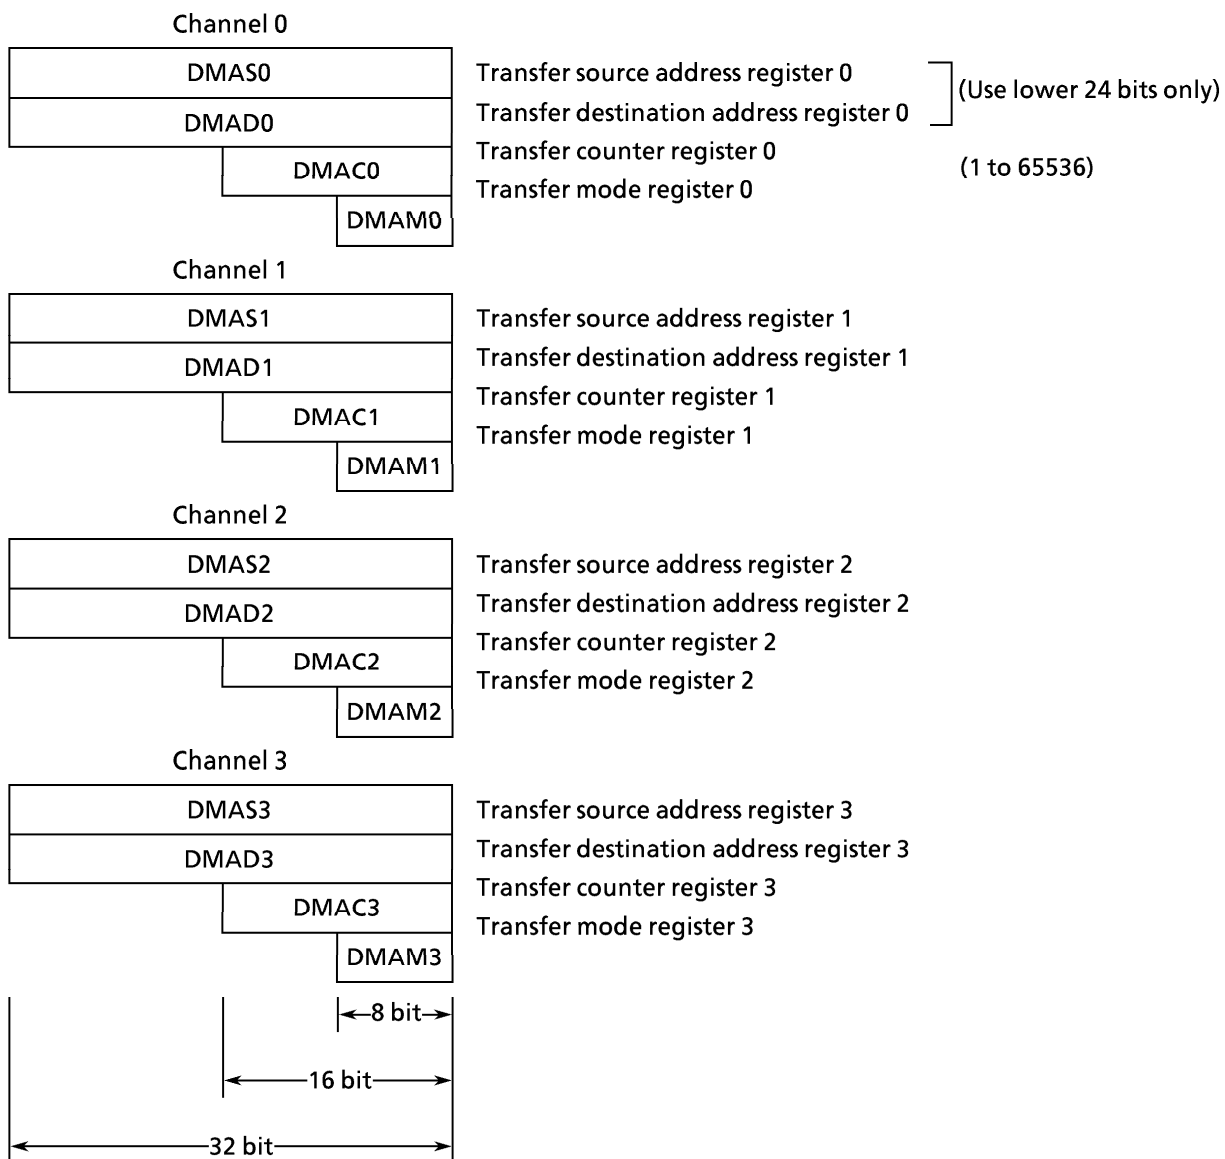 Channel 0
DMAS0 Transfer source address register 0
(Use lower 24 bits only)
DMAD0 Transfer destination address register 0
DMAC0 Transfer counter register 0
(1 to 65536)
DMAM0 Transfer mode register 0
Channel 1
DMAS1 Transfer source address register 1
DMAD1 Transfer destination address register 1
DMAC1 Transfer counter register 1
DMAM1 Transfer mode register 1
Channel 2
DMAS2 Transfer source address register 2
DMAD2 Transfer destination address register 2
DMAC2 Transfer counter register 2
DMAM2 Transfer mode register 2
Channel 3
DMAS3 Transfer source address register 3
DMAD3 Transfer destination address register 3
DMAC3 Transfer counter register 3
DMAM3 Transfer mode register 3
8 bit
16 bit
32 bit